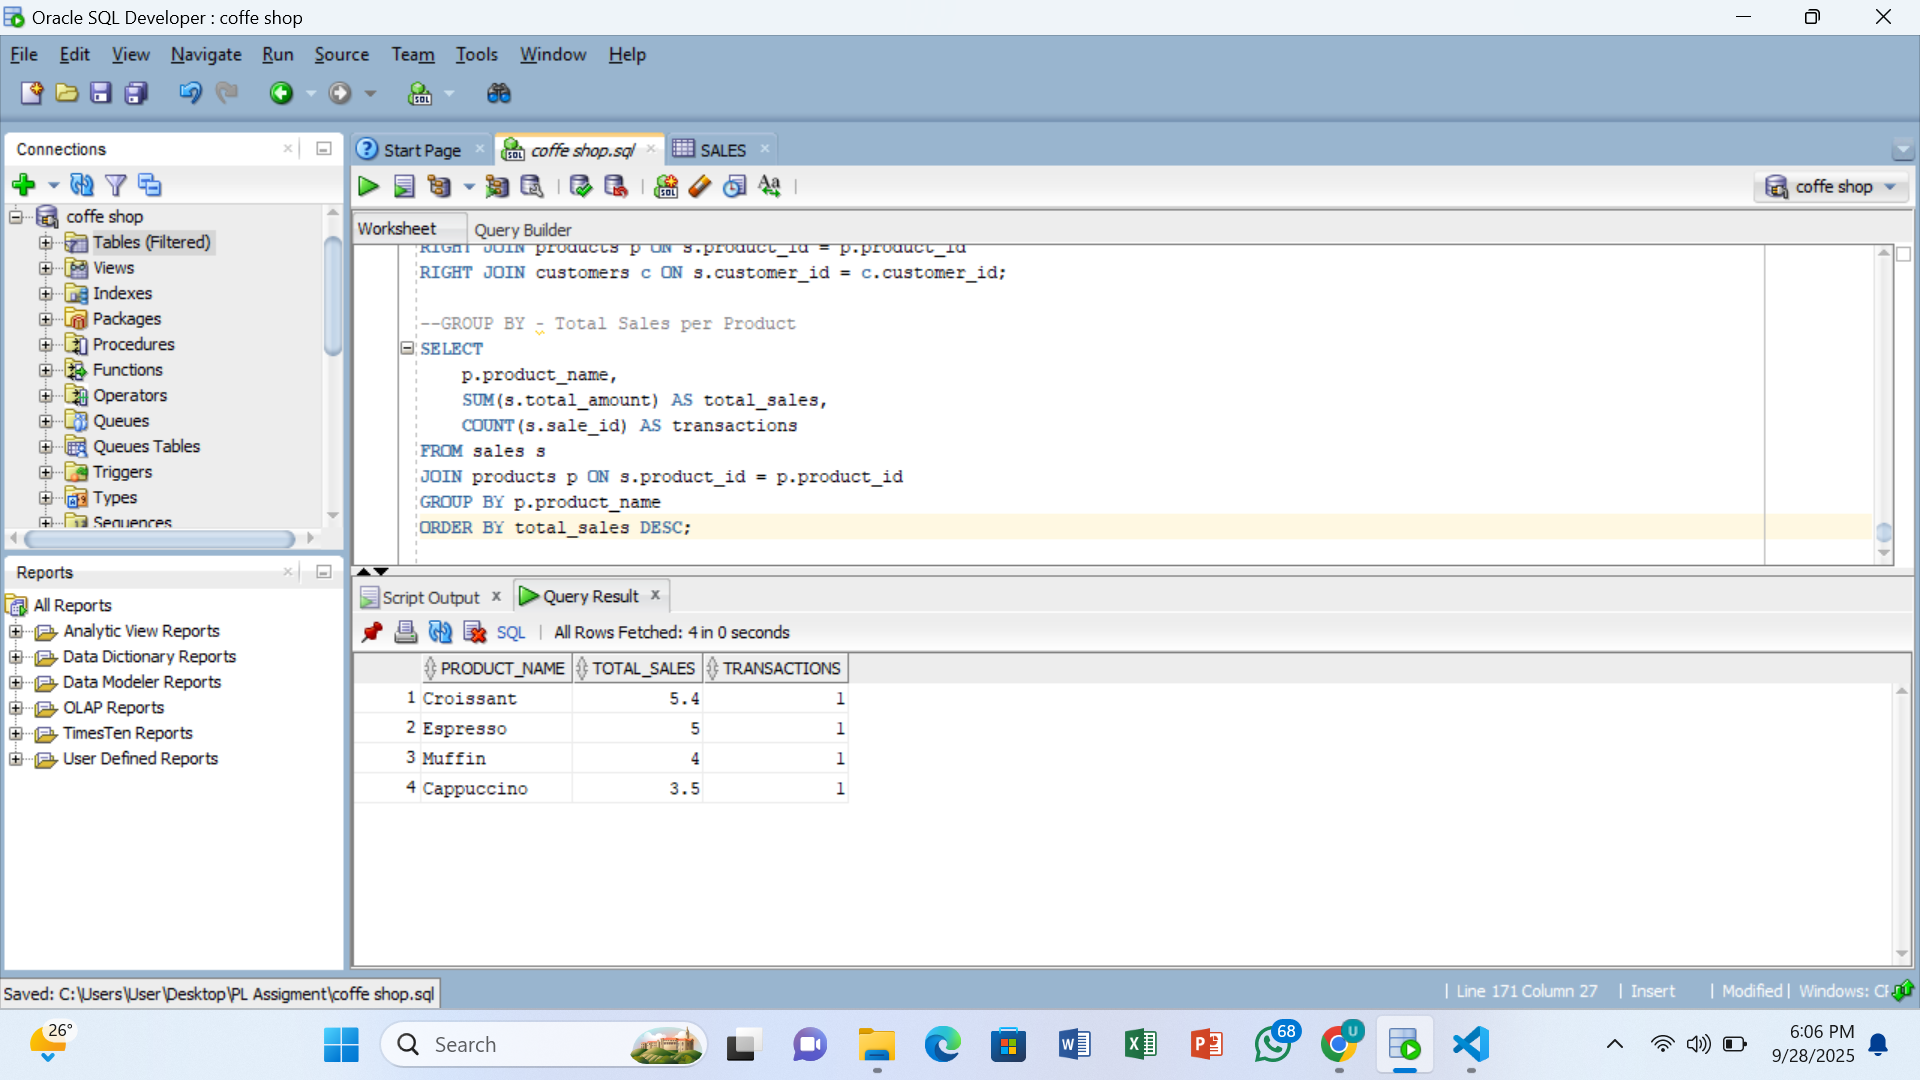 Oracle SQL Developer : coffe shop
File Edit View Navigate Run Source Team Tools Window Help
Connections
coffe shop
Tables (Filtered)
Views
Indexes
Packages
Procedures
Functions
Operators
Queues
Queues Tables
Triggers
Types
Sequences
Reports
All Reports
Analytic View Reports
Data Dictionary Reports
Data Modeler Reports
OLAP Reports
TimesTen Reports
User Defined Reports
Start Page coffe shop.sql SALES
coffe shop
Worksheet Query Builder
RIGHT JOIN products p ON s.product_id = p.product_id
RIGHT JOIN customers c ON s.customer_id = c.customer_id;
--GROUP BY - Total Sales per Product
SELECT
p.product_name,
SUM(s.total_amount) AS total_sales,
COUNT(s.sale_id) AS transactions
FROM sales s
JOIN products p ON s.product_id = p.product_id
GROUP BY p.product_name
ORDER BY total_sales DESC;
Script Output Query Result
SQL All Rows Fetched: 4 in 0 seconds
PRODUCT_NAME TOTAL_SALES TRANSACTIONS
1 Croissant 5.4 1
2 Espresso 5 1
3 Muffin 4 1
4 Cappuccino 3.5 1
Saved: C:\Users\User\Desktop\PL Assigment\coffe shop.sql
Line 171 Column 27 Insert Modified Windows:
26°
Search
68
U
6:06 PM
9/28/2025